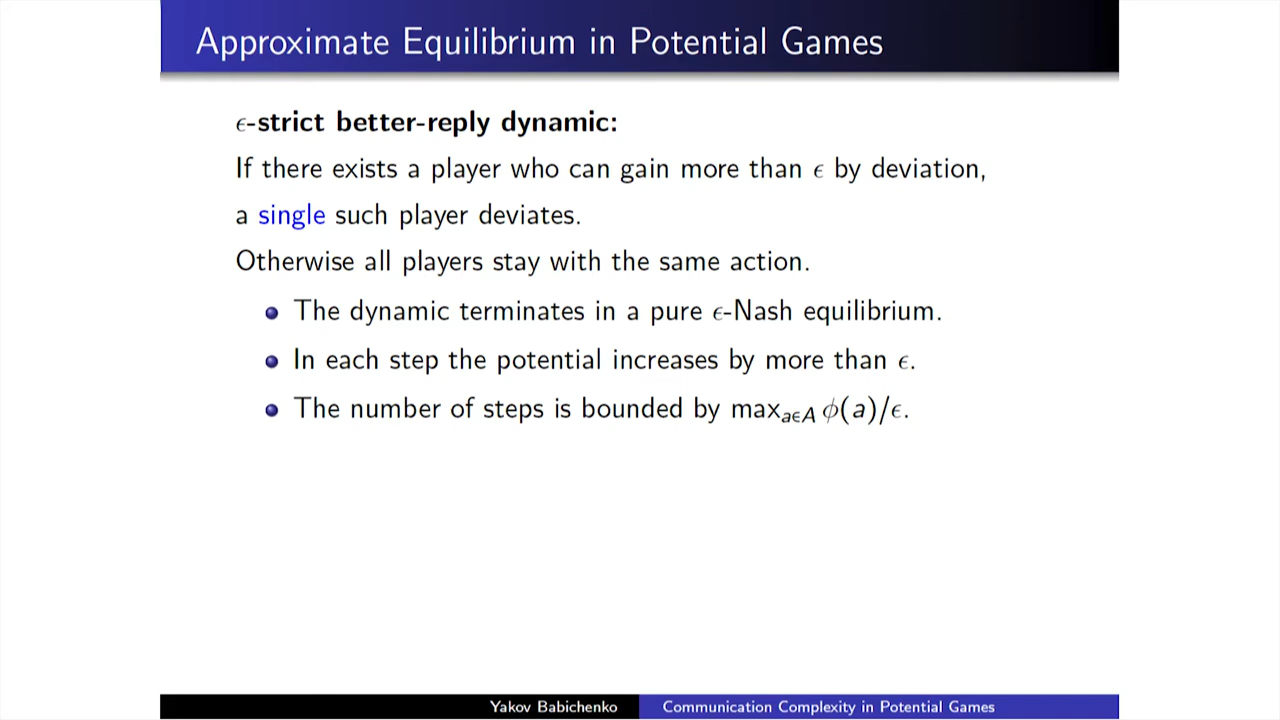 Approximate Equilibrium in Potential Games
ϵ-strict better-reply dynamic:
If there exists a player who can gain more than ϵ by deviation,
a single such player deviates.
Otherwise all players stay with the same action.
The dynamic terminates in a pure ϵ-Nash equilibrium.
In each step the potential increases by more than ϵ.
The number of steps is bounded by max_{aϵA} ϕ(a)/ϵ.
Yakov Babichenko
Communication Complexity in Potential Games